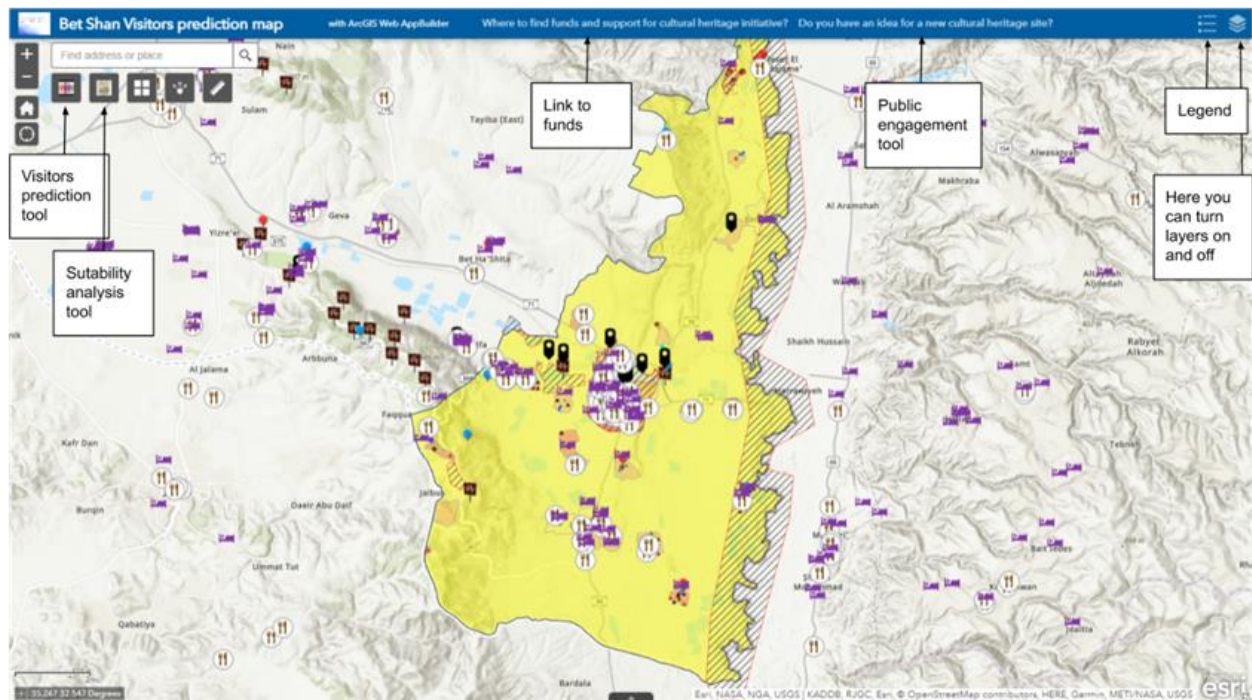 Bet Shan Visitors prediction map
with ArcGIS Web AppBuilder
Where to find funds and support for cultural heritage initiative?
Do you have an idea for a new cultural heritage site?
Find address or place
Nain
Sulam
Tayiba (East)
Link to
funds
Public
engagement
tool
Legend
Visitors
prediction
tool
Sutability
analysis
tool
Here you
can turn
layers on
and off
Alwasatyah
Makhraba
Al Aramshah
Geva
Yizre'el
Bet Ha'Shita
71
Arbbuna
Al Jalama
Faqqua
Shaikh Hussain
Rabyet
Alkorah
Kafr Dan
Tebneh
Burqin
Daair Abu Daif
Ummat Tut
Qabatiya
Bardala
35.247 32.547 Degrees
Esri, NASA, NGA, USGS | KADDB, RJGC, Esri, © OpenStreetMap contributors, HERE, Garmin, METI/NASA, USGS
esri